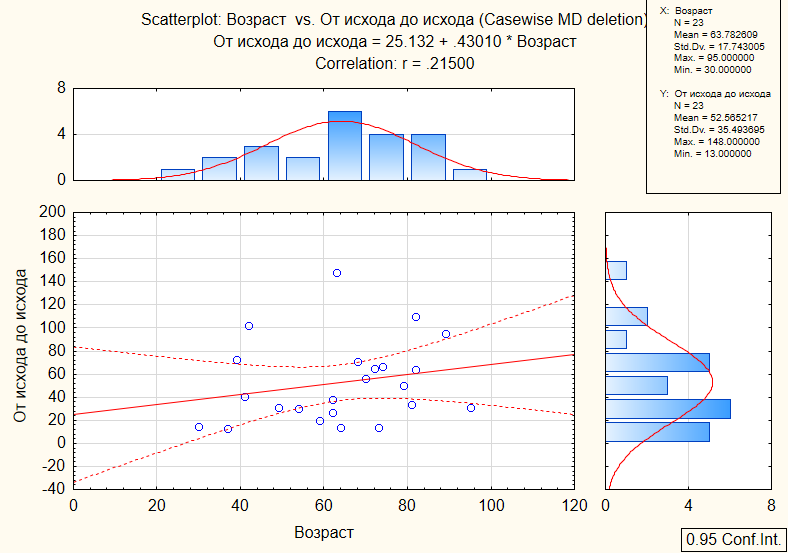 Scatterplot: Возраст  vs. От исхода до исхода (Casewise MD deletion)
От исхода до исхода = 25.132 + .43010 * Возраст
Correlation: r = .21500
X: Возраст
N = 23
Mean = 63.782609
Std.Dv. = 17.743005
Max. = 95.000000
Min. = 30.000000
Y: От исхода до исхода
N = 23
Mean = 52.565217
Std.Dv. = 35.493695
Max. = 148.000000
Min. = 13.000000
8
4
0
200
180
160
140
120
100
80
60
40
20
0
-20
-40
От исхода до исхода
0 20 40 60 80 100 120
Возраст
0 4 8
0.95 Conf.Int.